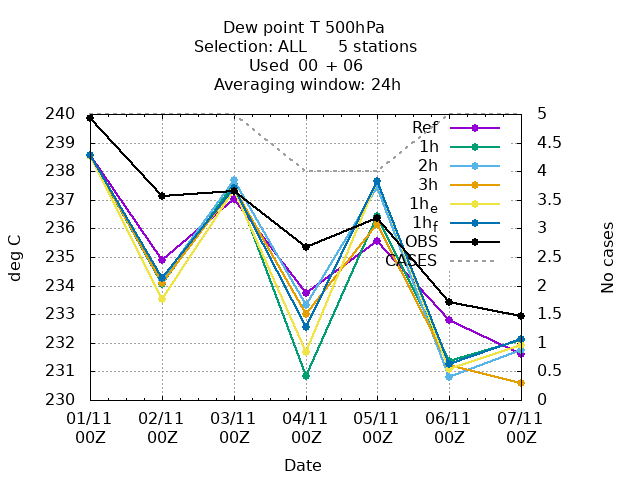 Dew point T 500hPa
Selection: ALL      5 stations
Used  00 + 06
Averaging window: 24h
240
239
238
237
236
235
234
233
232
231
230
deg C
5
4.5
4
3.5
3
2.5
2
1.5
1
0.5
0
No cases
Ref
1h
2h
3h
1he
1hf
OBS
CASES
01/11 02/11 03/11 04/11 05/11 06/11 07/11
00Z 00Z 00Z 00Z 00Z 00Z 00Z
Date